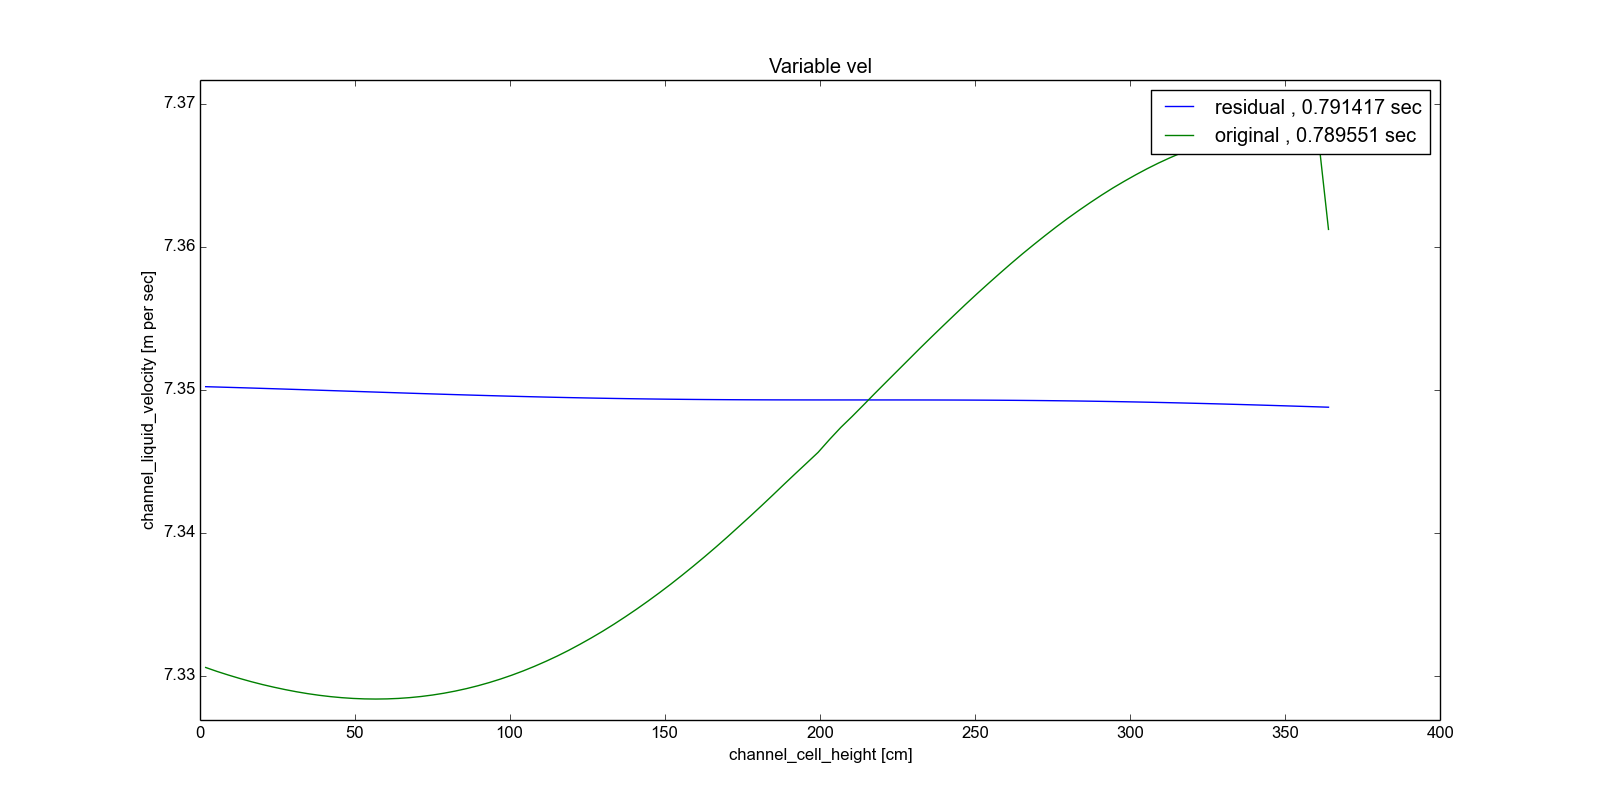 Variable vel
residual , 0.791417 sec
original , 0.789551 sec
7.37
7.36
7.35
7.34
7.33
channel_liquid_velocity [m per sec]
0 50 100 150 200 250 300 350 400
channel_cell_height [cm]